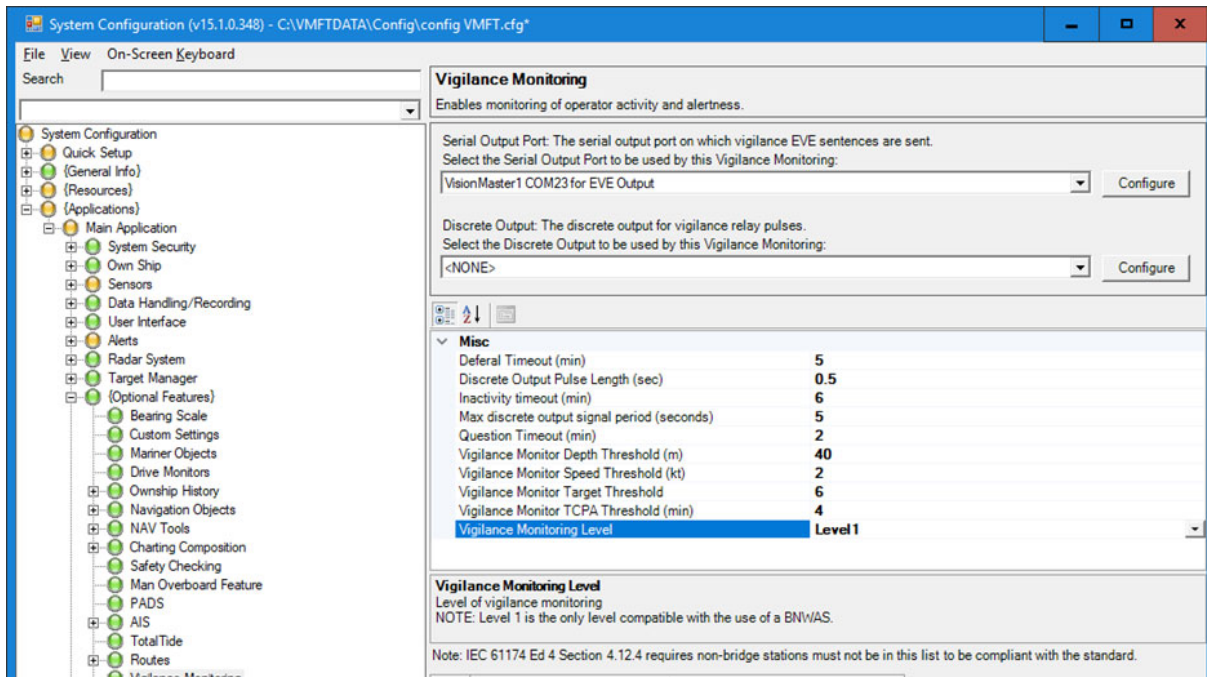 System Configuration (v15.1.0.348) - C:\VMFTDATA\Config\config VMFT.cfg*
File View On-Screen Keyboard
Search
System Configuration
Quick Setup
{General Info}
{Resources}
{Applications}
Main Application
System Security
Own Ship
Sensors
Data Handling/Recording
User Interface
Alerts
Radar System
Target Manager
{Optional Features}
Bearing Scale
Custom Settings
Mariner Objects
Drive Monitors
Ownship History
Navigation Objects
NAV Tools
Charting Composition
Safety Checking
Man Overboard Feature
PADS
AIS
TotalTide
Routes
Vigilance Monitoring
Vigilance Monitoring
Enables monitoring of operator activity and alertness.
Serial Output Port: The serial output port on which vigilance EVE sentences are sent.
Select the Serial Output Port to be used by this Vigilance Monitoring:
VisionMaster1 COM23 for EVE Output
Configure
Discrete Output: The discrete output for vigilance relay pulses.
Select the Discrete Output to be used by this Vigilance Monitoring:
<NONE>
Configure
Misc
Deferal Timeout (min) 5
Discrete Output Pulse Length (sec) 0.5
Inactivity timeout (min) 6
Max discrete output signal period (seconds) 5
Question Timeout (min) 2
Vigilance Monitor Depth Threshold (m) 40
Vigilance Monitor Speed Threshold (kt) 2
Vigilance Monitor Target Threshold 6
Vigilance Monitor TCPA Threshold (min) 4
Vigilance Monitoring Level Level1
Vigilance Monitoring Level
Level of vigilance monitoring
NOTE: Level 1 is the only level compatible with the use of a BNWAS.
Note: IEC 61174 Ed 4 Section 4.12.4 requires non-bridge stations must not be in this list to be compliant with the standard.